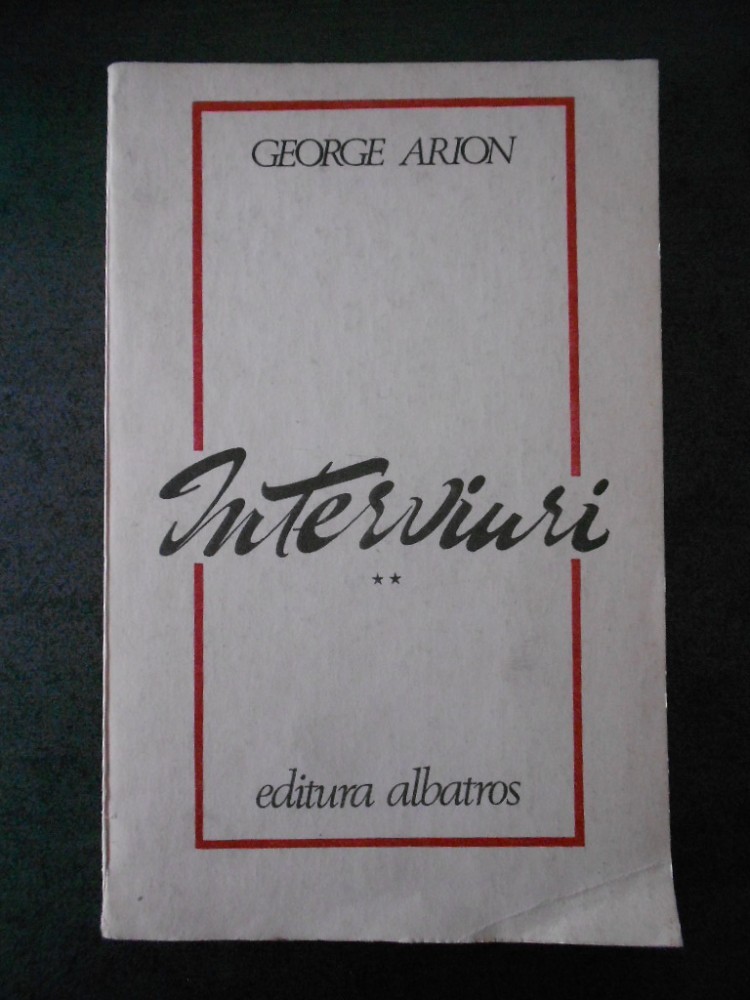 GEORGE ARION
Interviuri
★★
editura albatros